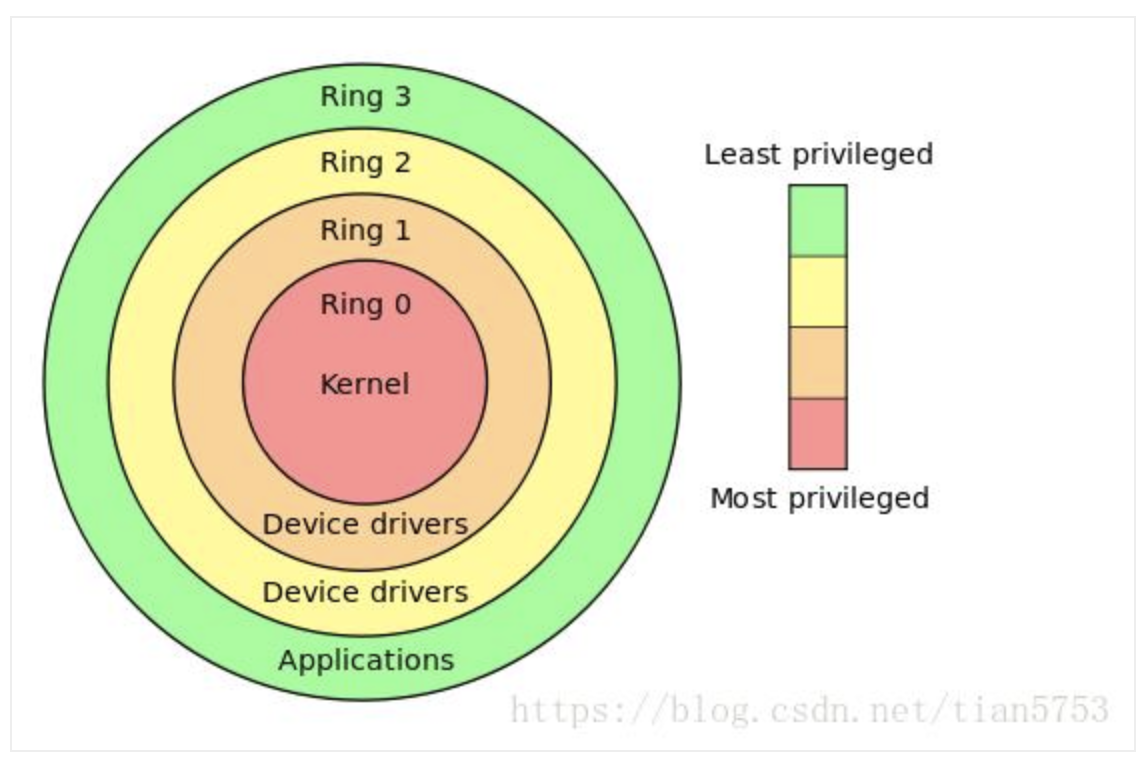 Ring 3
Ring 2
Ring 1
Ring 0
Kernel
Device drivers
Device drivers
Applications
Least privileged
Most privileged
https://blog.csdn.net/tian5753